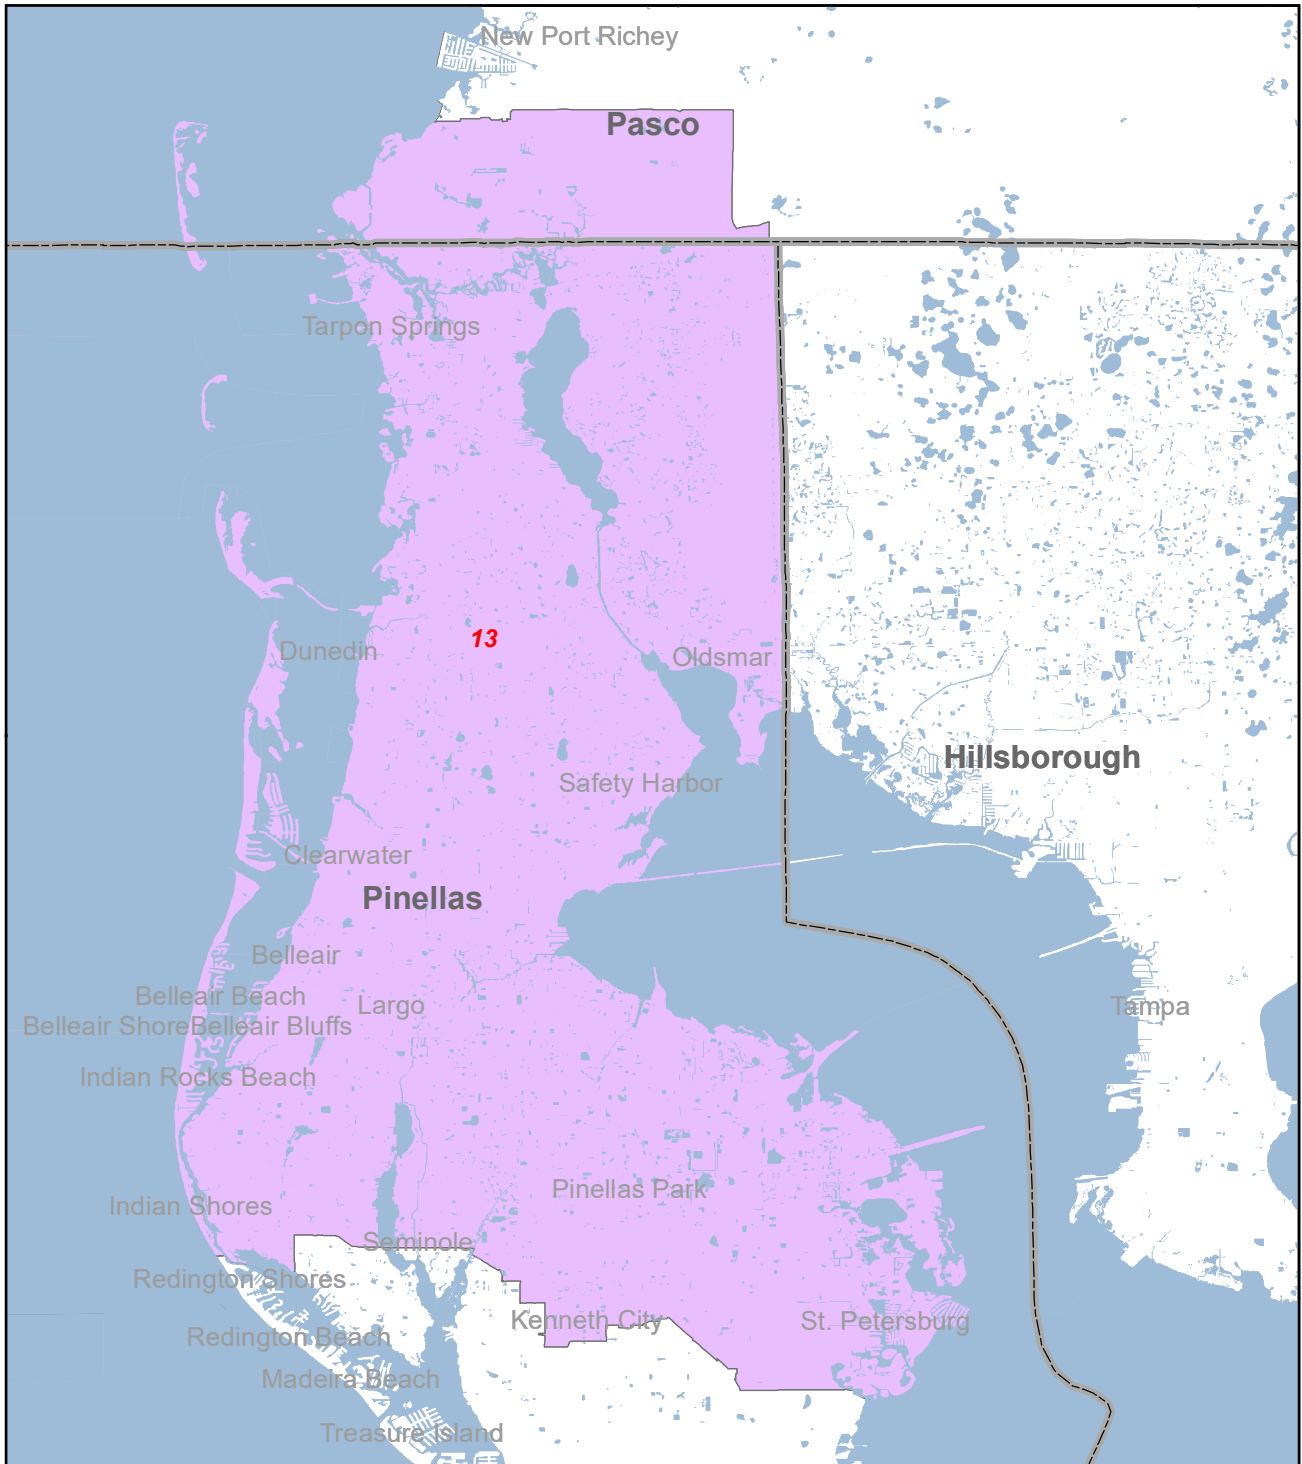 New Port Richey
Pasco
Tarpon Springs
13
Dunedin
Oldsmar
Hillsborough
Safety Harbor
Clearwater
Pinellas
Belleair
Belleair Beach
Largo
Tampa
Belleair Shore
Belleair Bluffs
Indian Rocks Beach
Pinellas Park
Indian Shores
Seminole
Redington Shores
Kenneth City
St. Petersburg
Redington Beach
Madeira Beach
Treasure Island